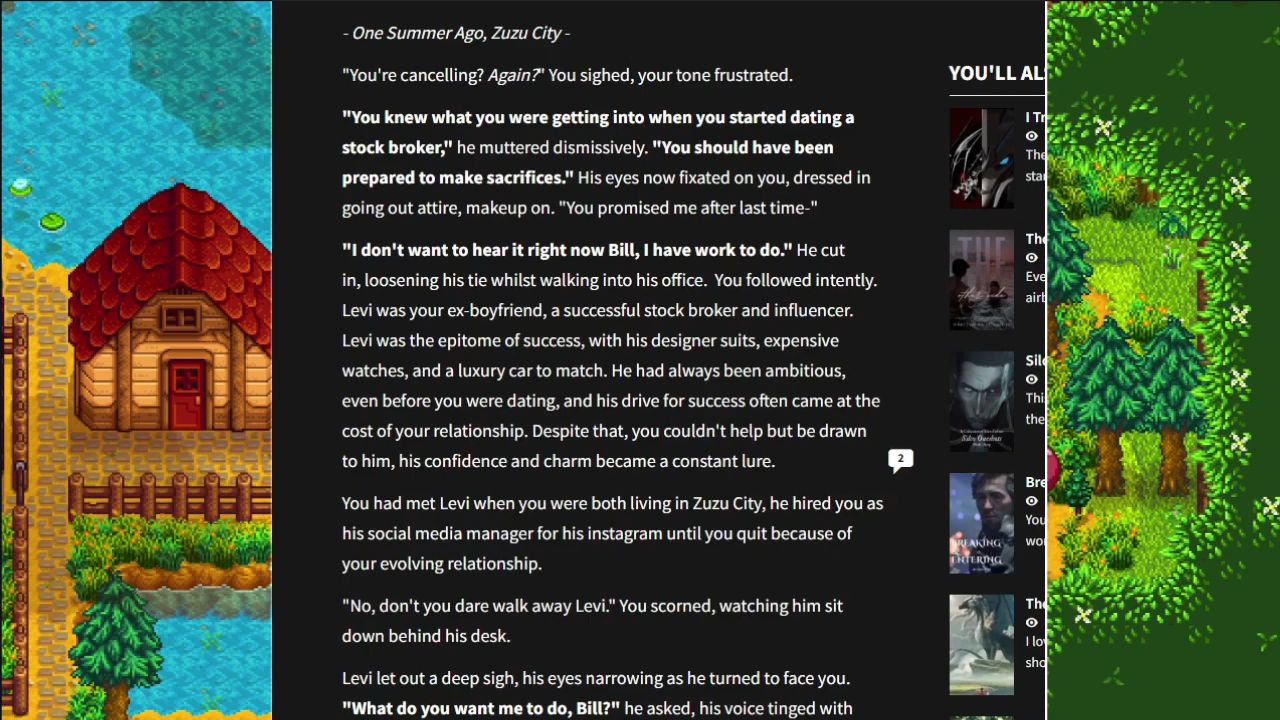 - One Summer Ago, Zuzu City -
"You're cancelling? Again?" You sighed, your tone frustrated.
"You knew what you were getting into when you started dating a
stock broker," he muttered dismissively. "You should have been
prepared to make sacrifices." His eyes now fixated on you, dressed in
going out attire, makeup on. "You promised me after last time-"
"I don't want to hear it right now Bill, I have work to do." He cut
in, loosening his tie whilst walking into his office.  You followed intently.
Levi was your ex-boyfriend, a successful stock broker and influencer.
Levi was the epitome of success, with his designer suits, expensive
watches, and a luxury car to match. He had always been ambitious,
even before you were dating, and his drive for success often came at the
cost of your relationship. Despite that, you couldn't help but be drawn
to him, his confidence and charm became a constant lure.
2
You had met Levi when you were both living in Zuzu City, he hired you as
his social media manager for his instagram until you quit because of
your evolving relationship.
"No, don't you dare walk away Levi." You scorned, watching him sit
down behind his desk.
Levi let out a deep sigh, his eyes narrowing as he turned to face you.
"What do you want me to do, Bill?" he asked, his voice tinged with
YOU'LL AL
I Tr
The
star
The
Eve
airb
THE
Sile
This
the
Bre
You
wor
BREAKING
ENTERING
The
I lo
sho